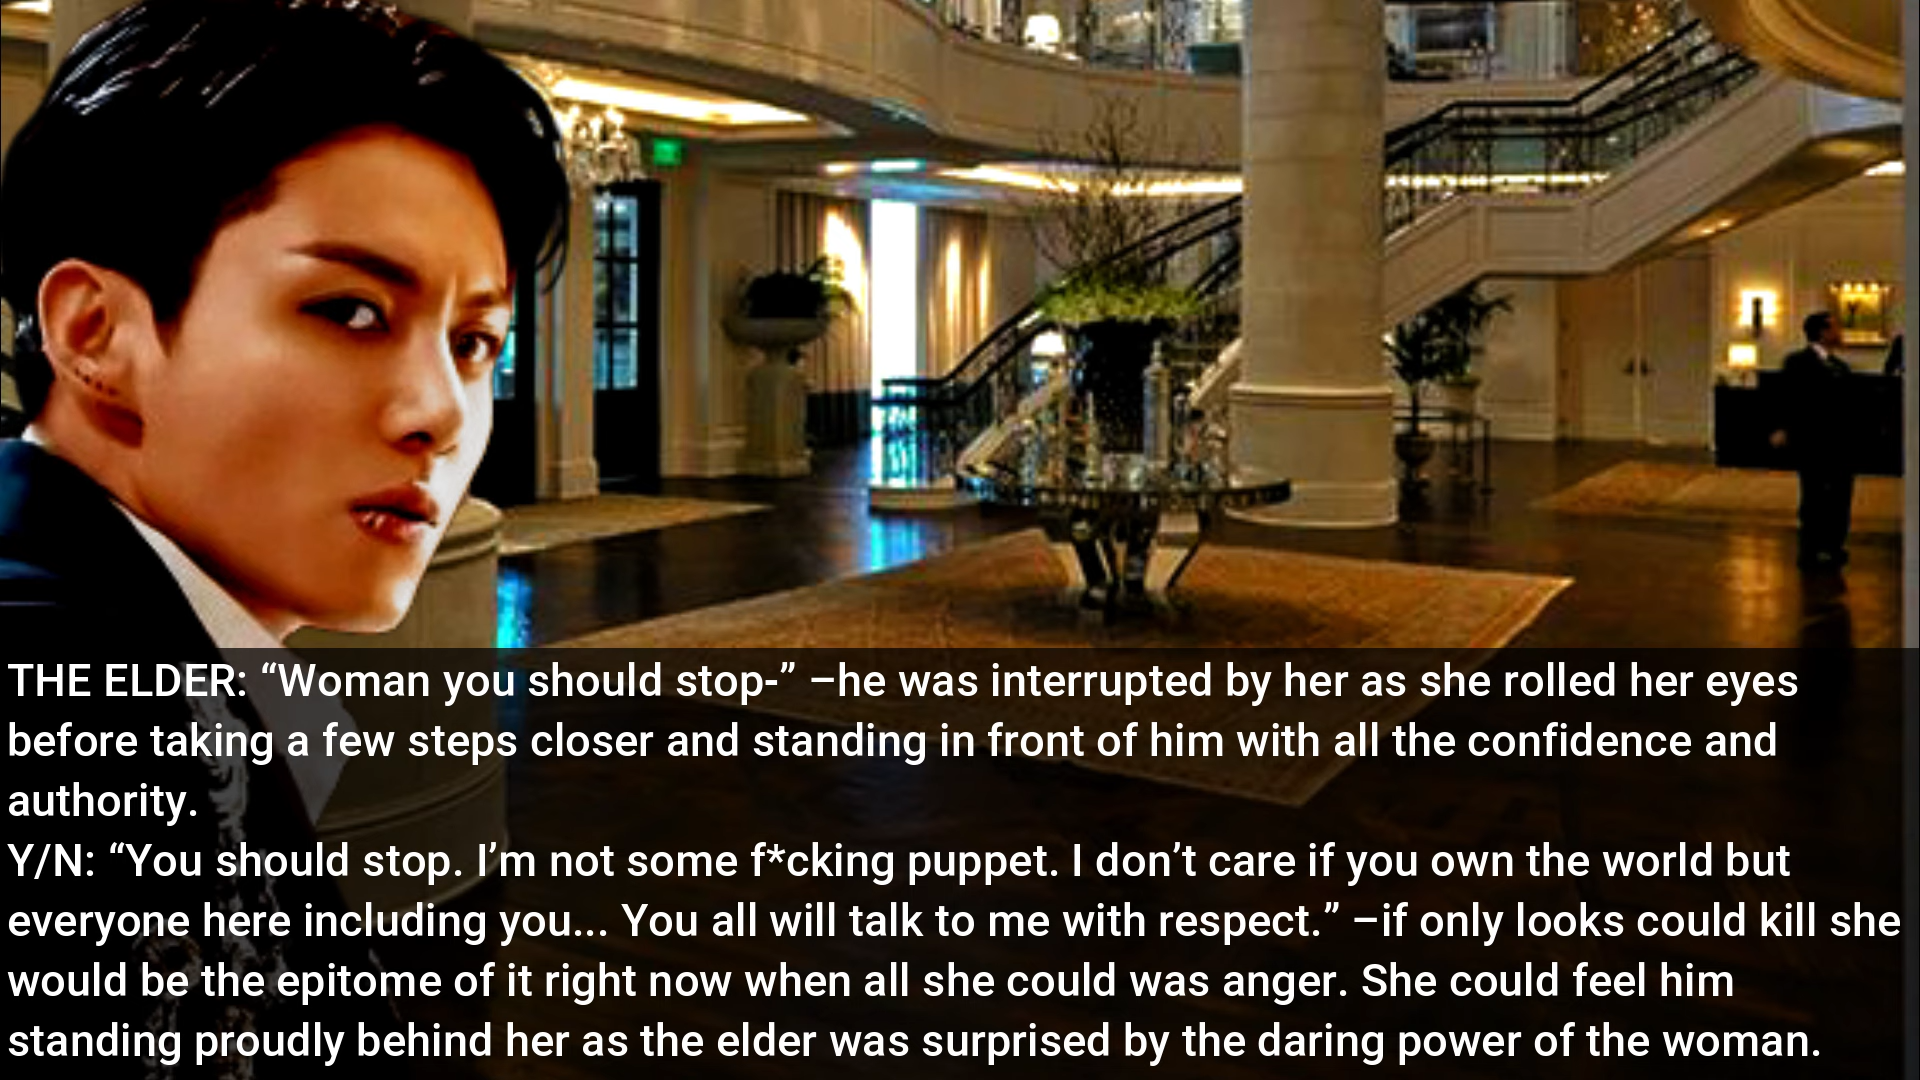 THE ELDER: “Woman you should stop-” –he was interrupted by her as she rolled her eyes
before taking a few steps closer and standing in front of him with all the confidence and
authority.
Y/N: “You should stop. I’m not some f*cking puppet. I don’t care if you own the world but
everyone here including you... You all will talk to me with respect.” –if only looks could kill she
would be the epitome of it right now when all she could was anger. She could feel him
standing proudly behind her as the elder was surprised by the daring power of the woman.